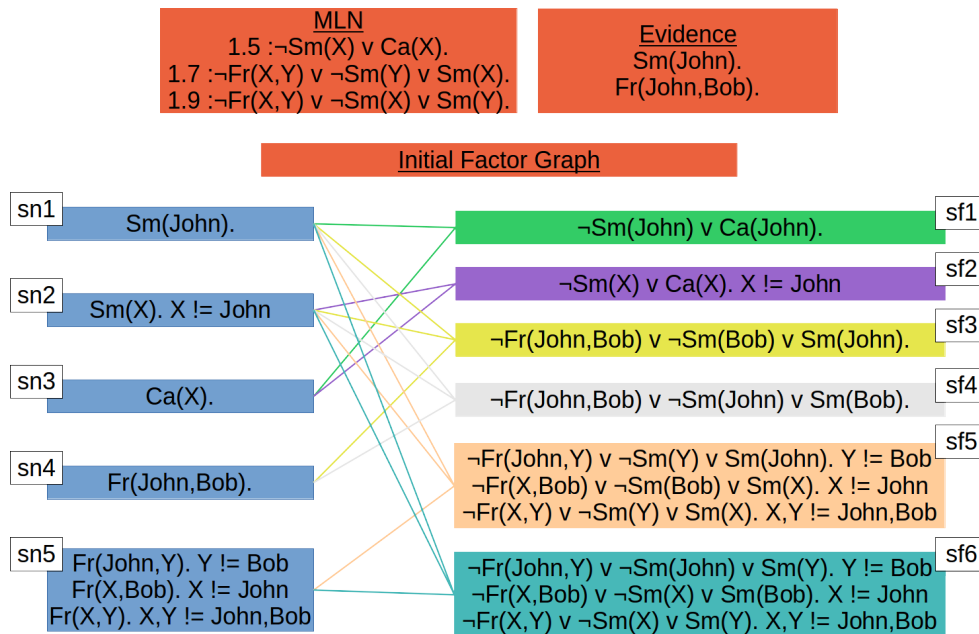 MLN
1.5 :¬Sm(X) v Ca(X).
1.7 :¬Fr(X,Y) v ¬Sm(Y) v Sm(X).
1.9 :¬Fr(X,Y) v ¬Sm(X) v Sm(Y).
Evidence
Sm(John).
Fr(John,Bob).
Initial Factor Graph
sn1
Sm(John).
sn2
Sm(X). X != John
sn3
Ca(X).
sn4
Fr(John,Bob).
sn5
Fr(John,Y). Y != Bob
Fr(X,Bob). X != John
Fr(X,Y). X,Y != John,Bob
sf1
¬Sm(John) v Ca(John).
sf2
¬Sm(X) v Ca(X). X != John
sf3
¬Fr(John,Bob) v ¬Sm(Bob) v Sm(John).
sf4
¬Fr(John,Bob) v ¬Sm(John) v Sm(Bob).
sf5
¬Fr(John,Y) v ¬Sm(Y) v Sm(John). Y != Bob
¬Fr(X,Bob) v ¬Sm(Bob) v Sm(X). X != John
¬Fr(X,Y) v ¬Sm(Y) v Sm(X). X,Y != John,Bob
sf6
¬Fr(John,Y) v ¬Sm(John) v Sm(Y). Y != Bob
¬Fr(X,Bob) v ¬Sm(X) v Sm(Bob). X != John
¬Fr(X,Y) v ¬Sm(X) v Sm(Y). X,Y != John,Bob